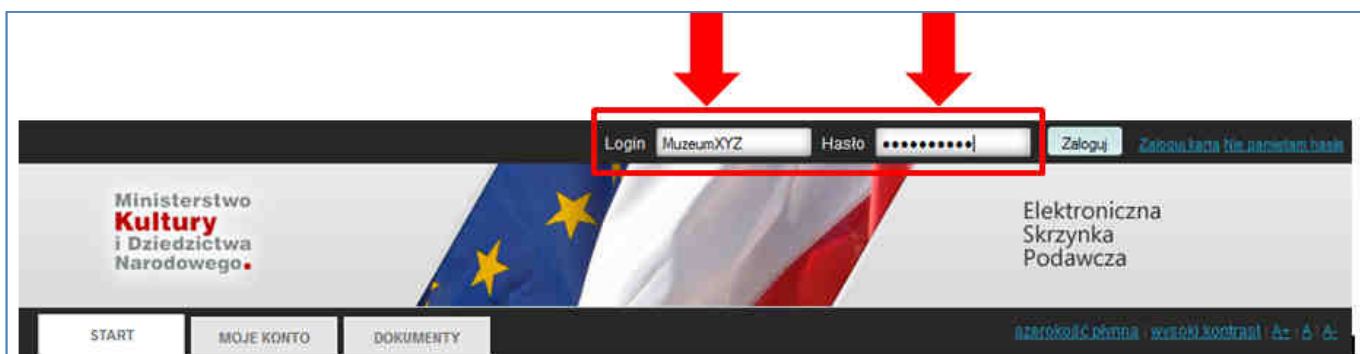 Login MuzeumXYZ Hasło ●●●●●●●●●● Zaloguj Zaloguj kartą Nie pamiętam hasła
Ministerstwo
Kultury
i Dziedzictwa
Narodowego.
Elektroniczna
Skrzynka
Podawcza
START MOJE KONTO DOKUMENTY szerokość płynna wysoki kontrast A+ A A-